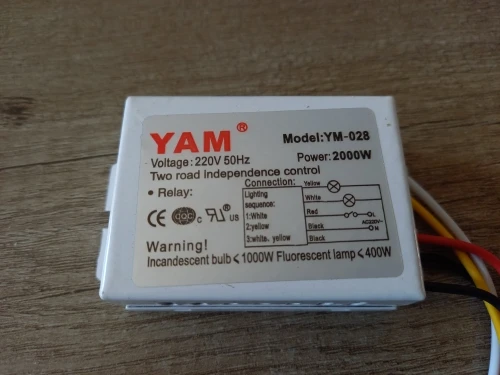 YAM®
Model:YM-028
Voltage: 220V 50Hz
Power: 2000W
Two road Independence control
• Relay:
Connection:
Lighting
sequence:
1:White
2:yellow
3:white, yellow
Yellow
White
Red
Black
Black
AC220V~
N
CE
cqc
c RU US
Warning!
Incandescent bulb ≤ 1000W Fluorescent lamp ≤ 400W